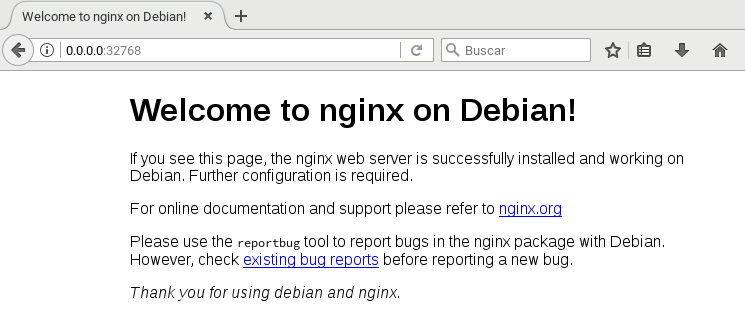 Welcome to nginx on Debian!
0.0.0.0:32768
Buscar
Welcome to nginx on Debian!
If you see this page, the nginx web server is successfully installed and working on
Debian. Further configuration is required.
For online documentation and support please refer to nginx.org
Please use the reportbug tool to report bugs in the nginx package with Debian.
However, check existing bug reports before reporting a new bug.
Thank you for using debian and nginx.